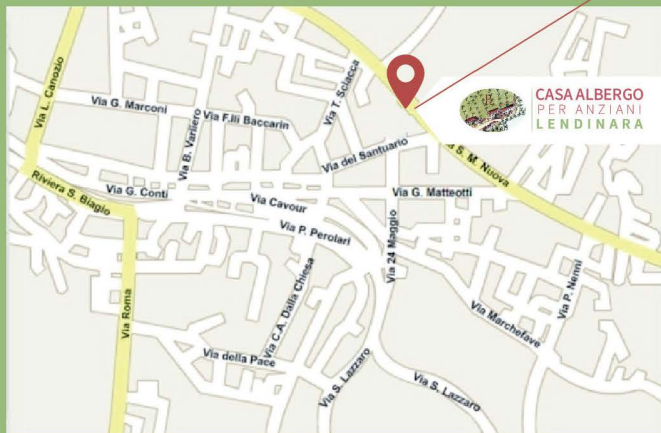 Via L. Canozio
Via G. Marconi
Via B. Variiero
Via F.lli Baccarin
Via T. Sciacca
CASA ALBERGO
PER ANZIANI
LENDINARA
Via del Santuario
S. M. Nuova
Riviera S. Biagio
Via G. Conti
Via Cavour
Via G. Matteotti
Via P. Perolari
Via 24 Maggio
Via Roma
Via C.A. Dalla Chiesa
Via P. Nenni
Via Marchefave
Via della Pace
Via S. Lazzaro
Via S. Lazzaro